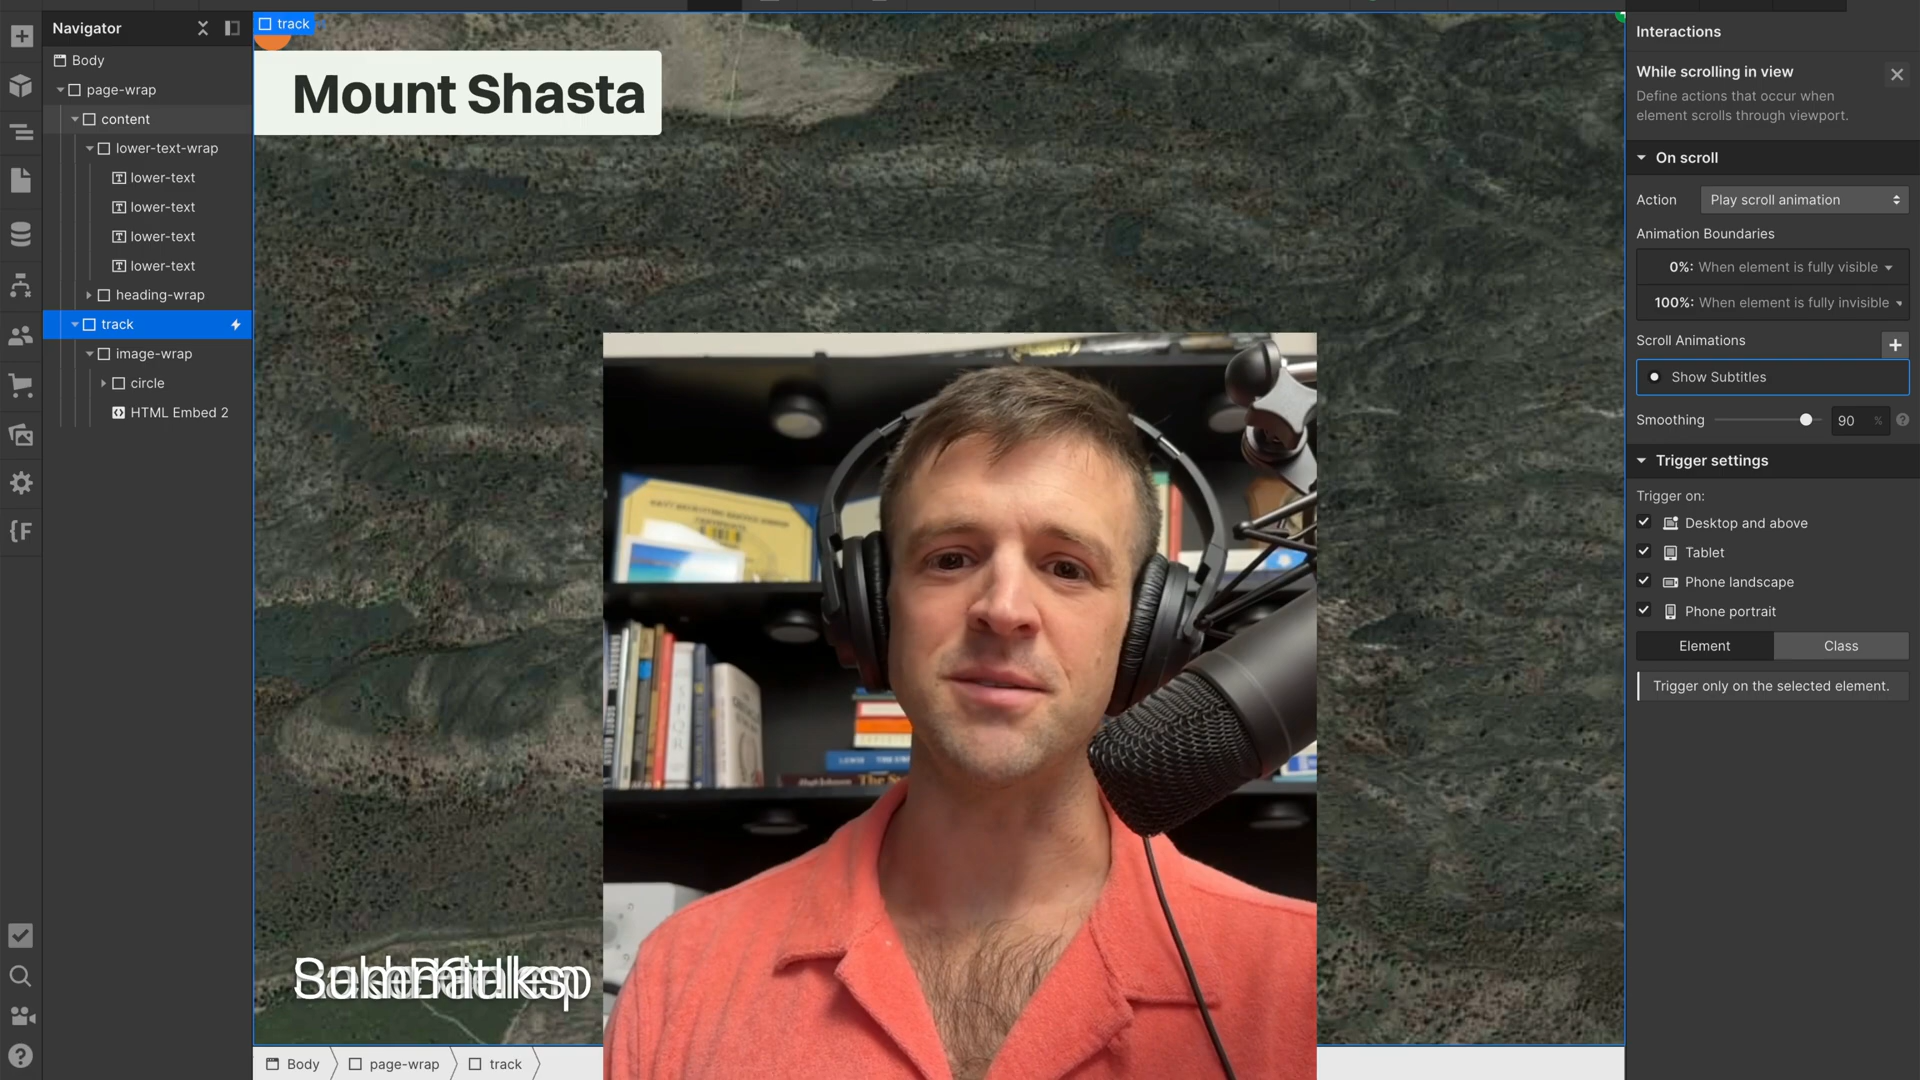 Navigator
Body
page-wrap
content
lower-text-wrap
lower-text
lower-text
lower-text
lower-text
heading-wrap
track
image-wrap
circle
HTML Embed 2
track
Mount Shasta
Body
page-wrap
track
Interactions
While scrolling in view
Define actions that occur when
element scrolls through viewport.
On scroll
Action
Play scroll animation
Animation Boundaries
0%: When element is fully visible
100%: When element is fully invisible
Scroll Animations
Show Subtitles
Smoothing
90 %
Trigger settings
Trigger on:
Desktop and above
Tablet
Phone landscape
Phone portrait
Element
Class
Trigger only on the selected element.
SPQR